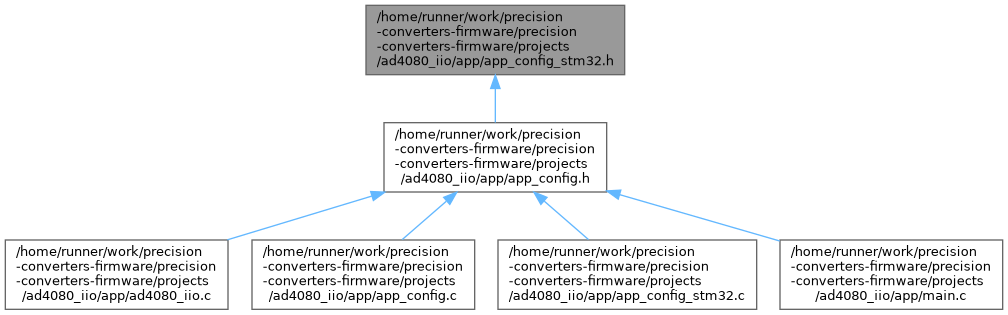 /home/runner/work/precision
-converters-firmware/precision
-converters-firmware/projects
/ad4080_iio/app/app_config_stm32.h
/home/runner/work/precision
-converters-firmware/precision
-converters-firmware/projects
/ad4080_iio/app/app_config.h
/home/runner/work/precision
-converters-firmware/precision
-converters-firmware/projects
/ad4080_iio/app/ad4080_iio.c
/home/runner/work/precision
-converters-firmware/precision
-converters-firmware/projects
/ad4080_iio/app/app_config.c
/home/runner/work/precision
-converters-firmware/precision
-converters-firmware/projects
/ad4080_iio/app/app_config_stm32.c
/home/runner/work/precision
-converters-firmware/precision
-converters-firmware/projects
/ad4080_iio/app/main.c